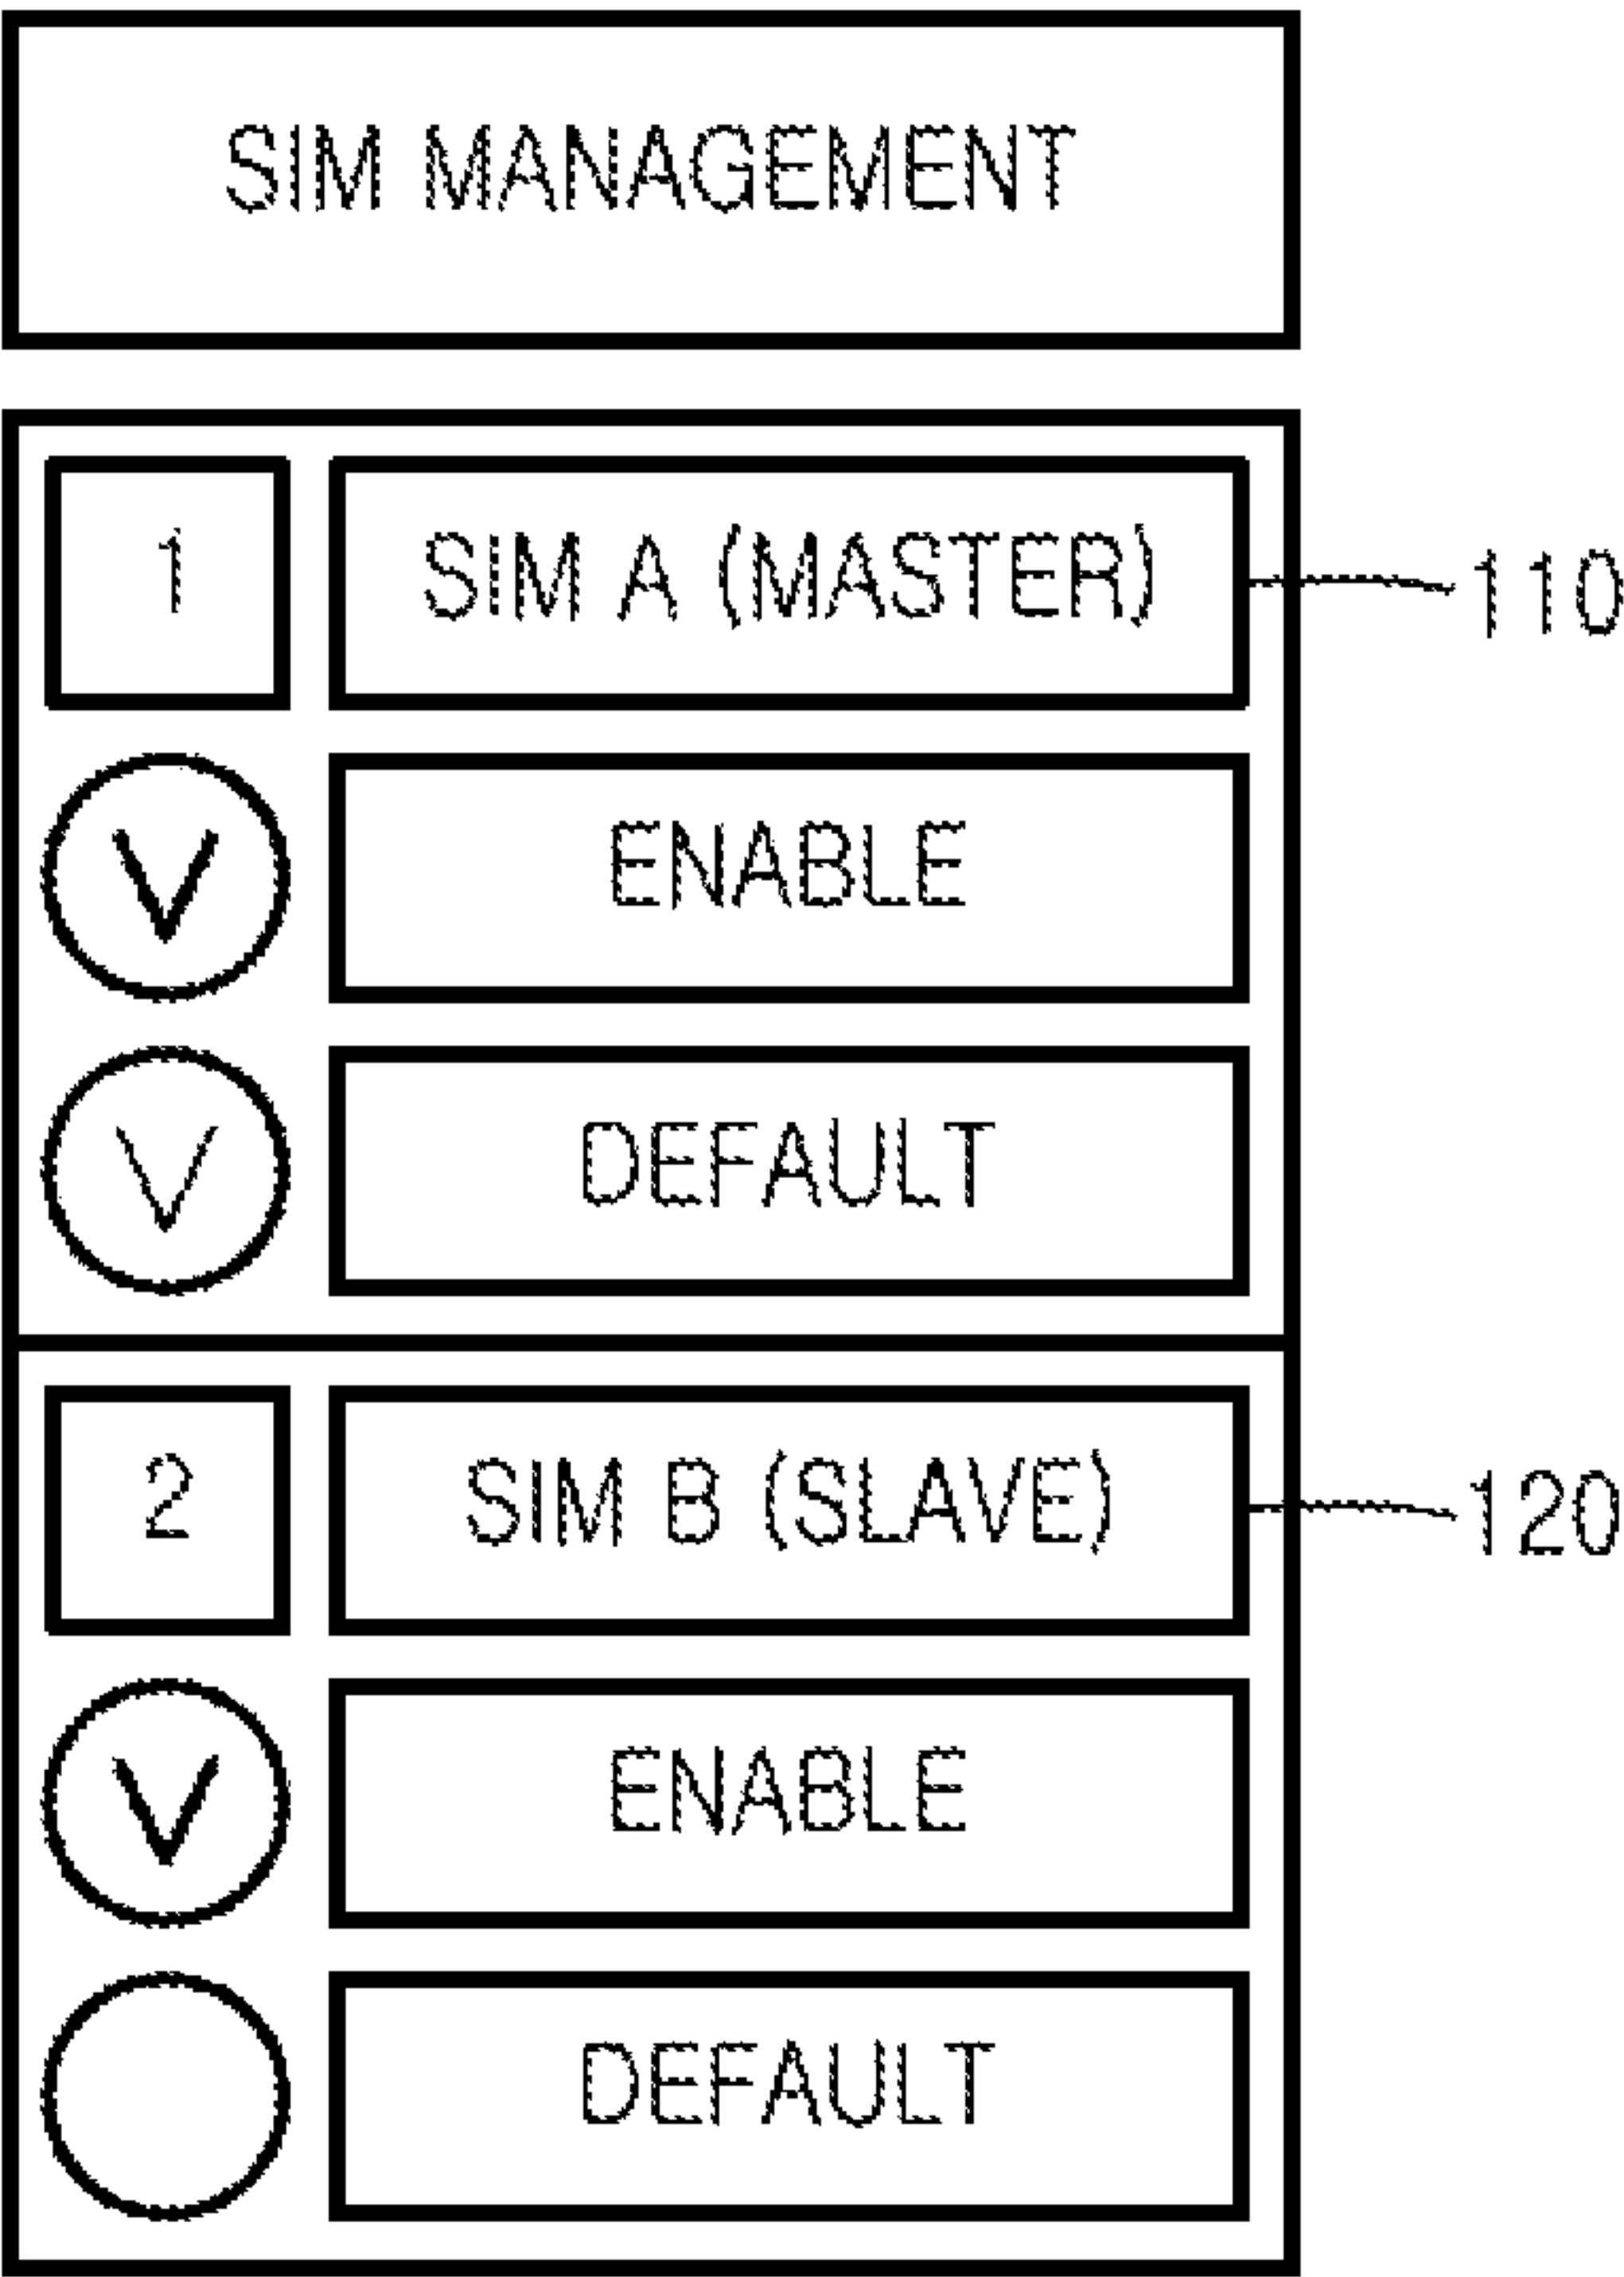 SIM MANAGEMENT
1 SIM A (MASTER) 110
V ENABLE
V DEFAULT
2 SIM B (SLAVE) 120
V ENABLE
DEFAULT